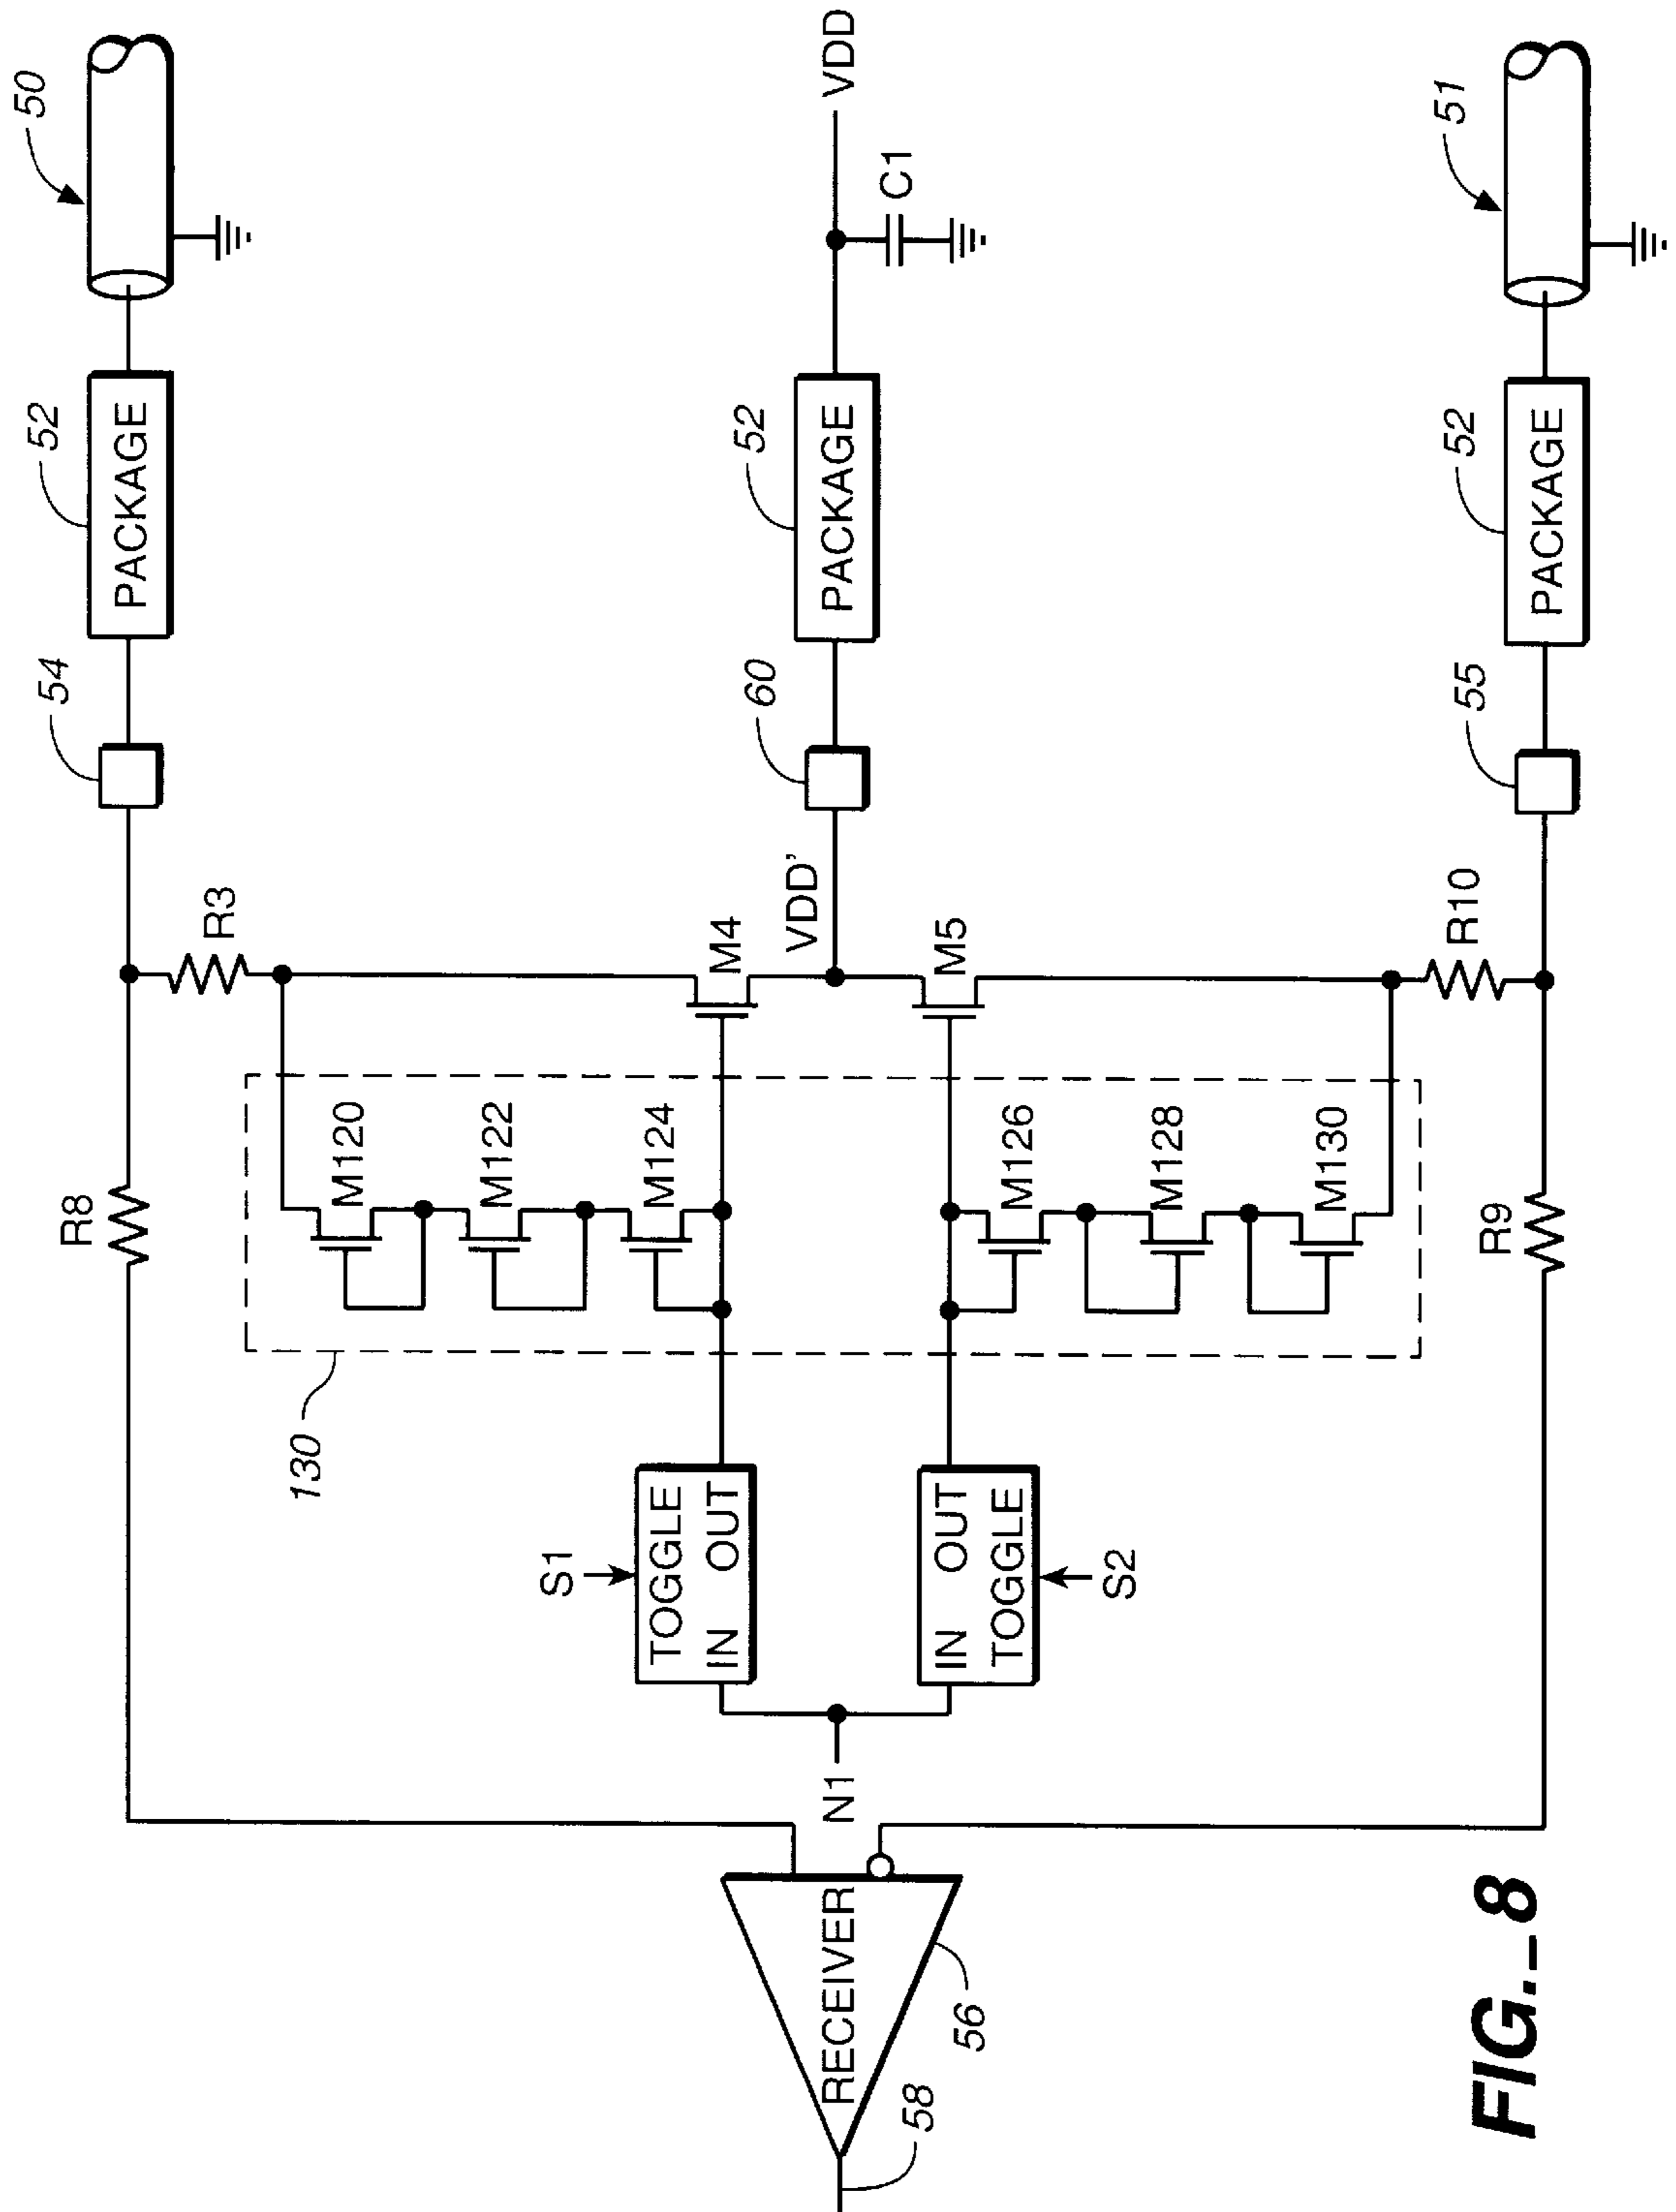 50
52
PACKAGE
54
R3
R8
M120
M122
M124
130
M4
VDD
C1
52
PACKAGE
60
VDD'
M5
S1
TOGGLE
IN OUT
N1
IN OUT
TOGGLE
S2
M126
M128
M130
RECEIVER
56
58
51
52
PACKAGE
55
R10
R9
FIG._8